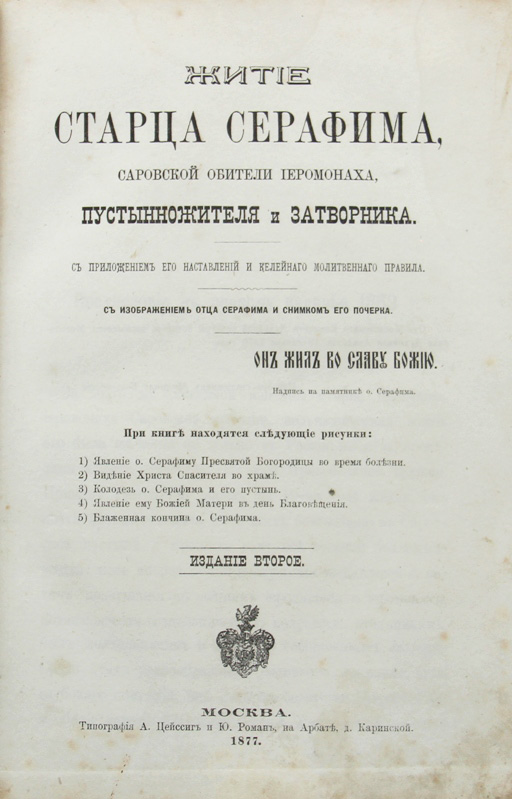 ЖИТІЕ
СТАРЦА СЕРАФИМА,
САРОВСКОЙ ОБИТЕЛИ ІЕРОМОНАХА,
ПУСТЫННОЖИТЕЛЯ и ЗАТВОРНИКА.
СЪ ПРИЛОЖЕНІЕМЪ ЕГО НАСТАВЛЕНІЙ И КЕЛЕЙНАГО МОЛИТВЕННАГО ПРАВИЛА.
СЪ ИЗОБРАЖЕНІЕМЪ ОТЦА СЕРАФИМА И СНИМКОМЪ ЕГО ПОЧЕРКА.
ОНЪ ЖИЛЪ ВО СЛАВУ БОЖІЮ.
Надпись на памятникѣ о. Серафима.
При книгѣ находятся слѣдующіе рисунки:
1) Явленіе о. Серафиму Пресвятой Богородицы во время болѣзни.
2) Видѣніе Христа Спасителя во храмѣ.
3) Колодезь о. Серафима и его пустынь.
4) Явленіе ему Божіей Матери въ день Благовѣщенія.
5) Блаженная кончина о. Серафима.
ИЗДАНІЕ ВТОРОЕ.
МОСКВА.
Типографія А. Цейссигъ и Ю. Романъ, на Арбатѣ, д. Каринской.
1877.